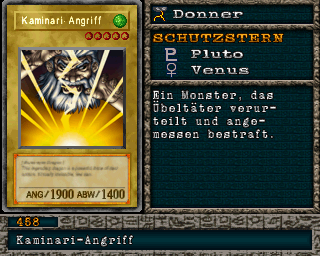 Kaminari-Angriff
ANG/1900 ABW/1400
Donner
SCHUTZSTERN
Pluto
Venus
Ein Monster, das
Übeltäter verur-
teilt und ange-
messen bestraft.
458
Kaminari-Angriff